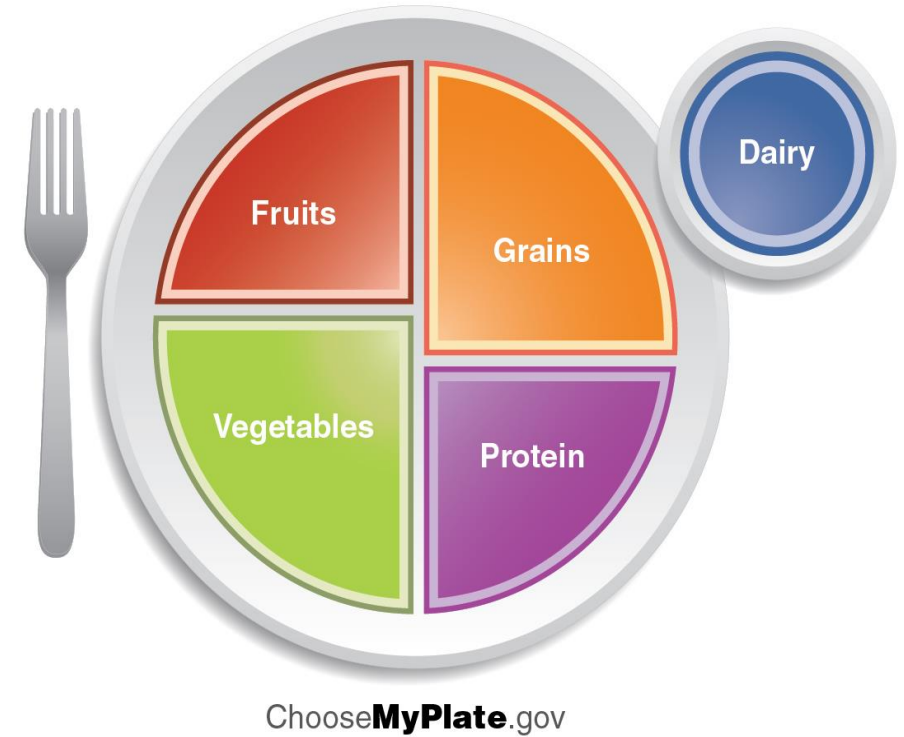 Fruits
Grains
Dairy
Vegetables
Protein
ChooseMyPlate.gov